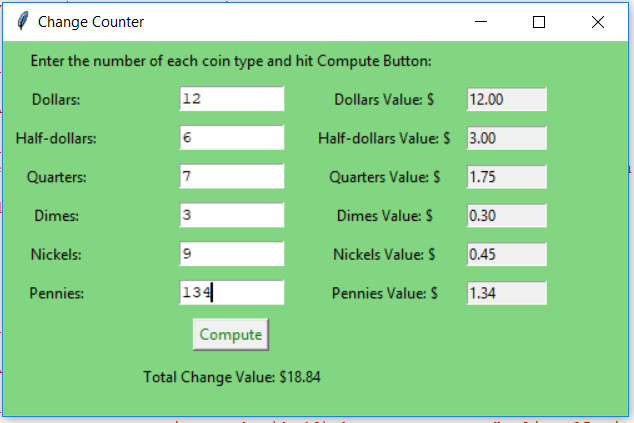 Change Counter
Enter the number of each coin type and hit Compute Button:
Dollars: 12 Dollars Value: $ 12.00
Half-dollars: 6 Half-dollars Value: $ 3.00
Quarters: 7 Quarters Value: $ 1.75
Dimes: 3 Dimes Value: $ 0.30
Nickels: 9 Nickels Value: $ 0.45
Pennies: 134 Pennies Value: $ 1.34
Compute
Total Change Value: $18.84